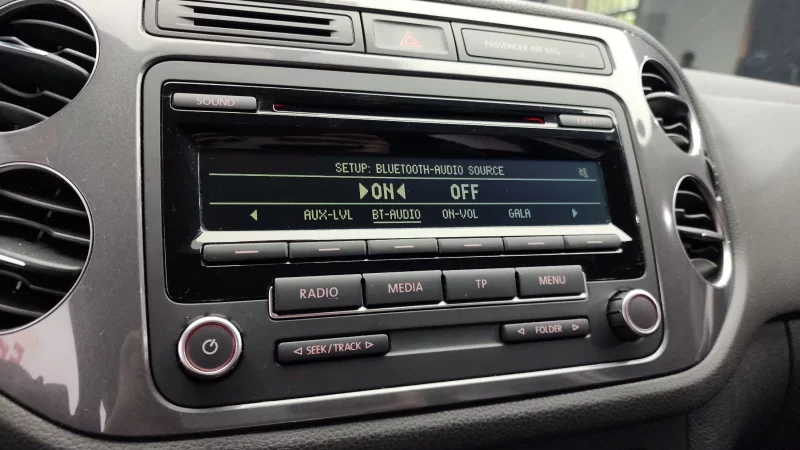 PASSENGER AIR BAG
SOUND
EJECT
SETUP: BLUETOOTH-AUDIO SOURCE
ON OFF
AUX-LVL BT-AUDIO ON-VOL GALA
RADIO MEDIA TP MENU
SEEK/TRACK
FOLDER